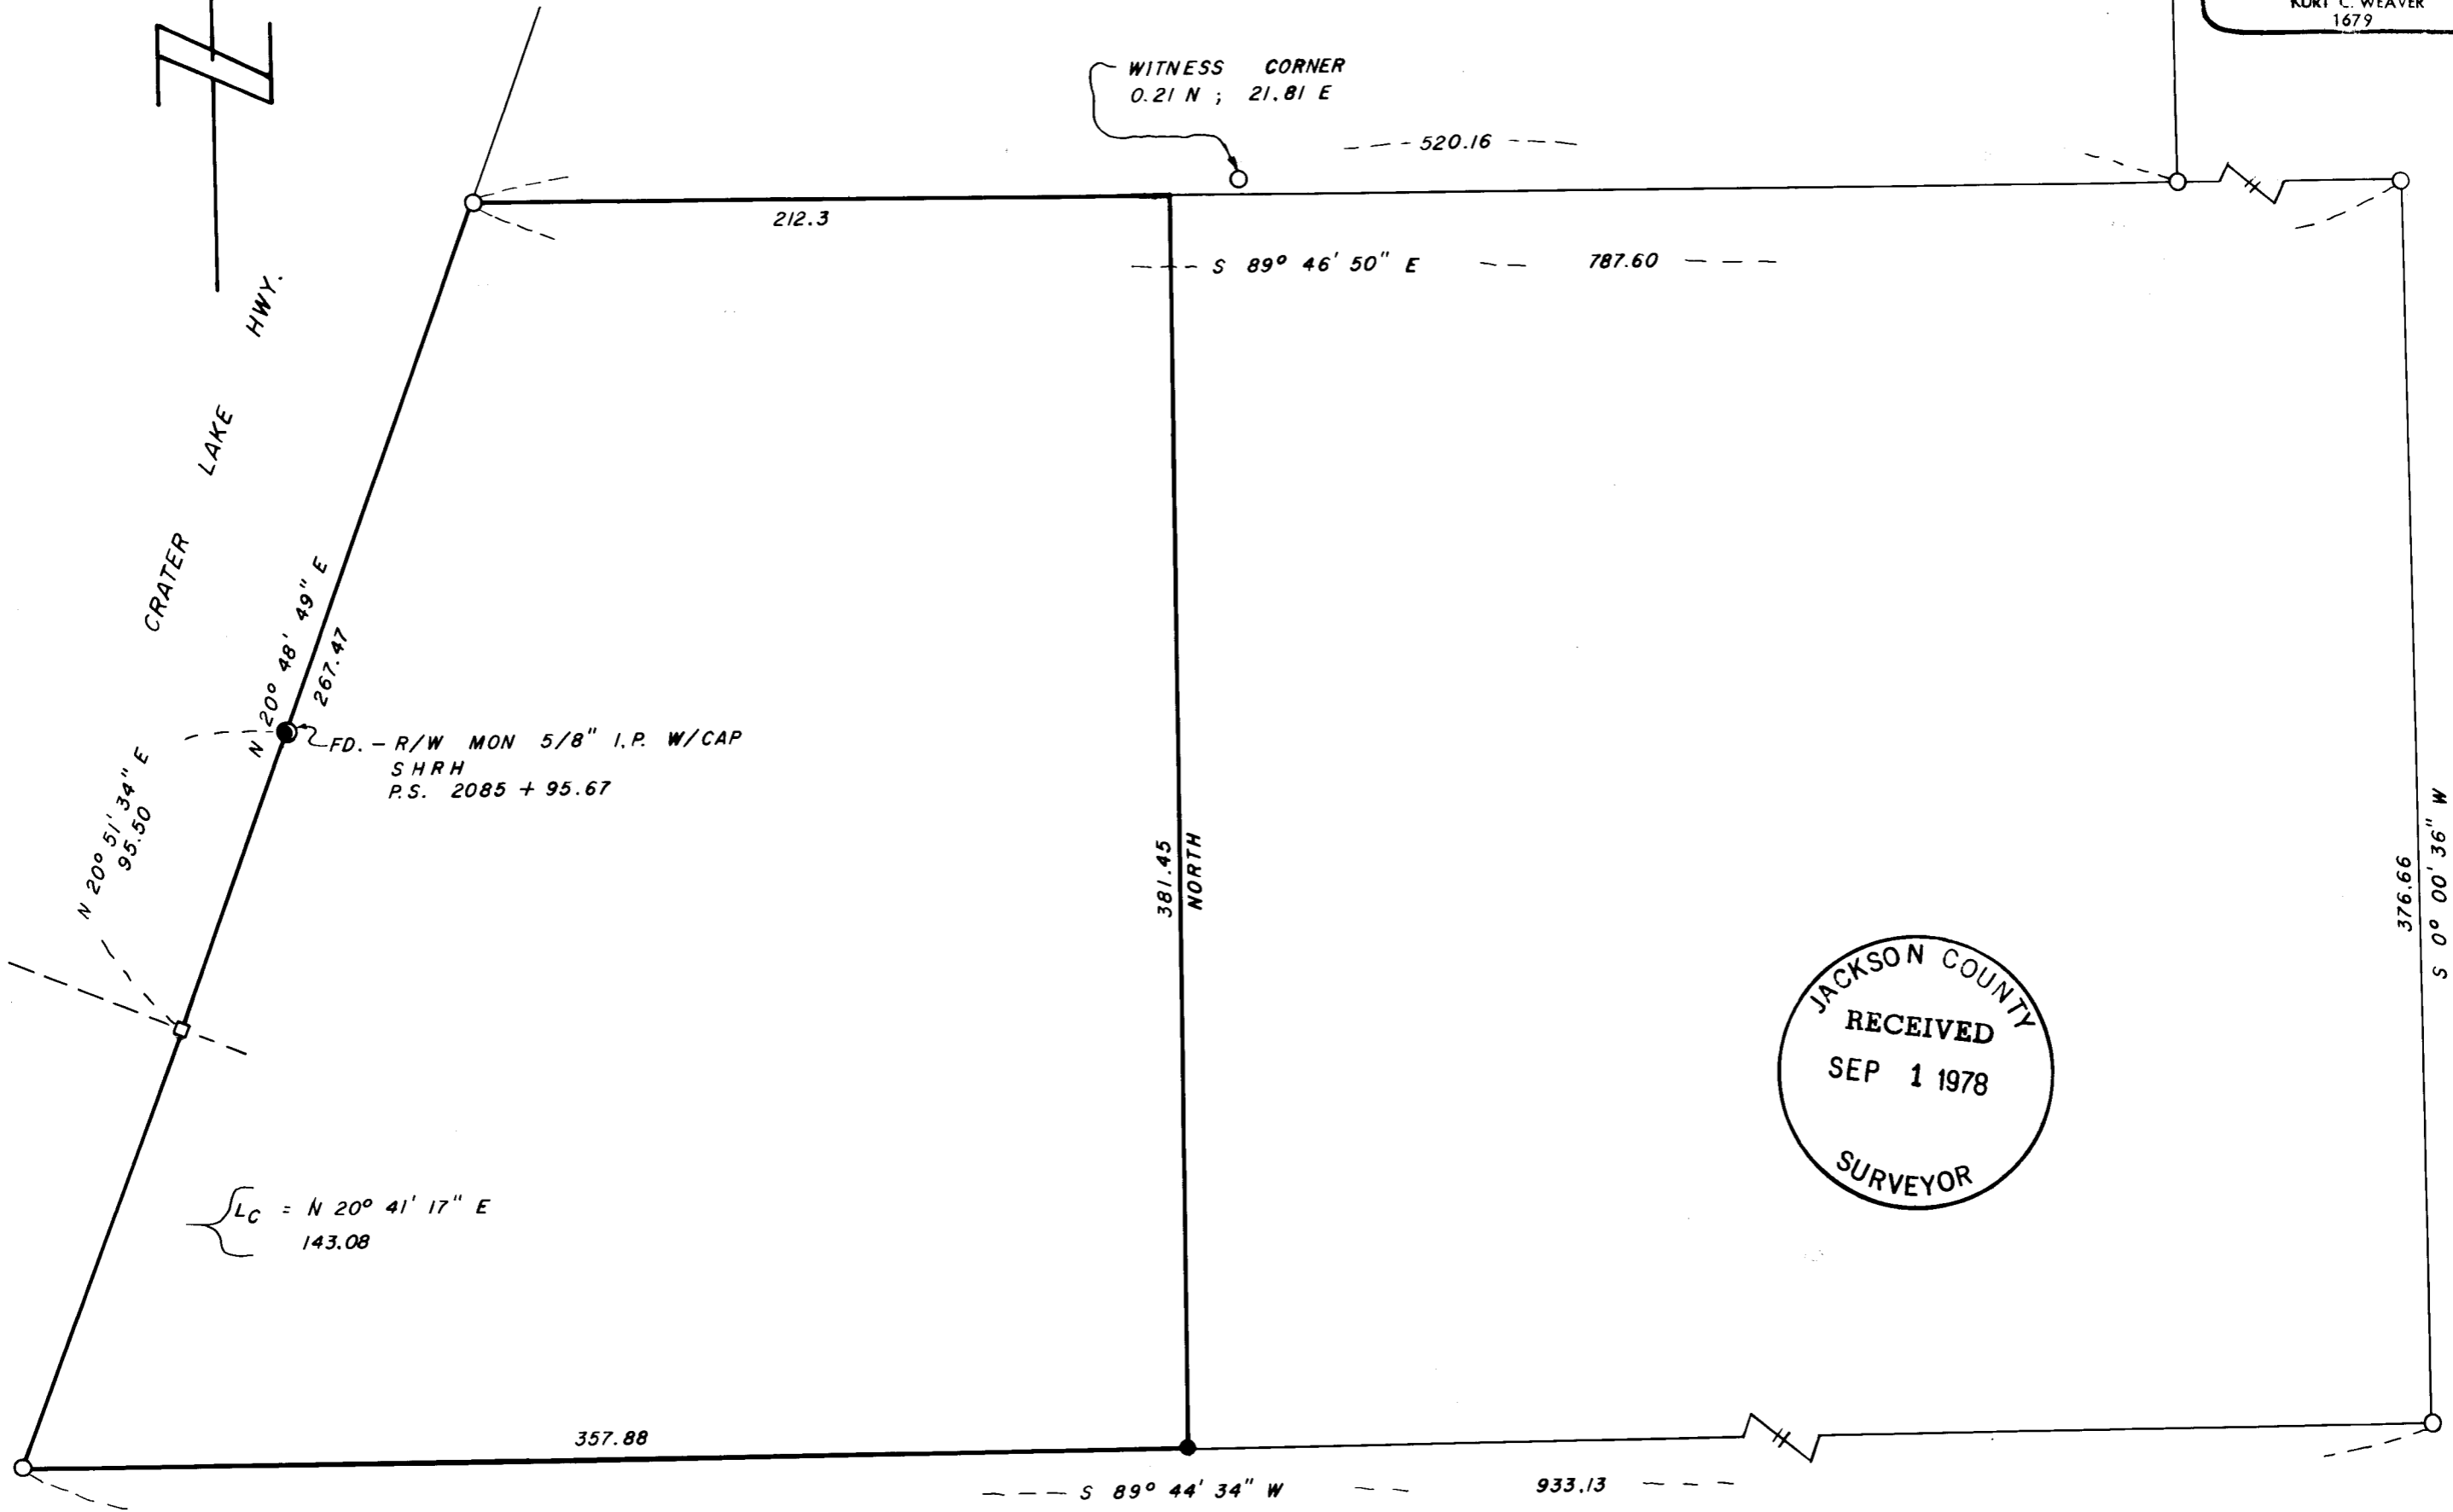 KURT C. WEAVER
1679
WITNESS CORNER
0.21 N ; 21.81 E
520.16
212.3
S 89° 46' 50" E 787.60
CRATER LAKE HWY.
N 20° 48' 49" E
267.47
FD. - R/W MON 5/8" I.P. W/CAP
SHRH
P.S. 2085 + 95.67
N 20° 51' 34" E
95.50
381.45
NORTH
376.66
S 0° 00' 36" W
JACKSON COUNTY
RECEIVED
SEP 1 1978
SURVEYOR
LC = N 20° 41' 17" E
143.08
357.88
S 89° 44' 34" W 933.13